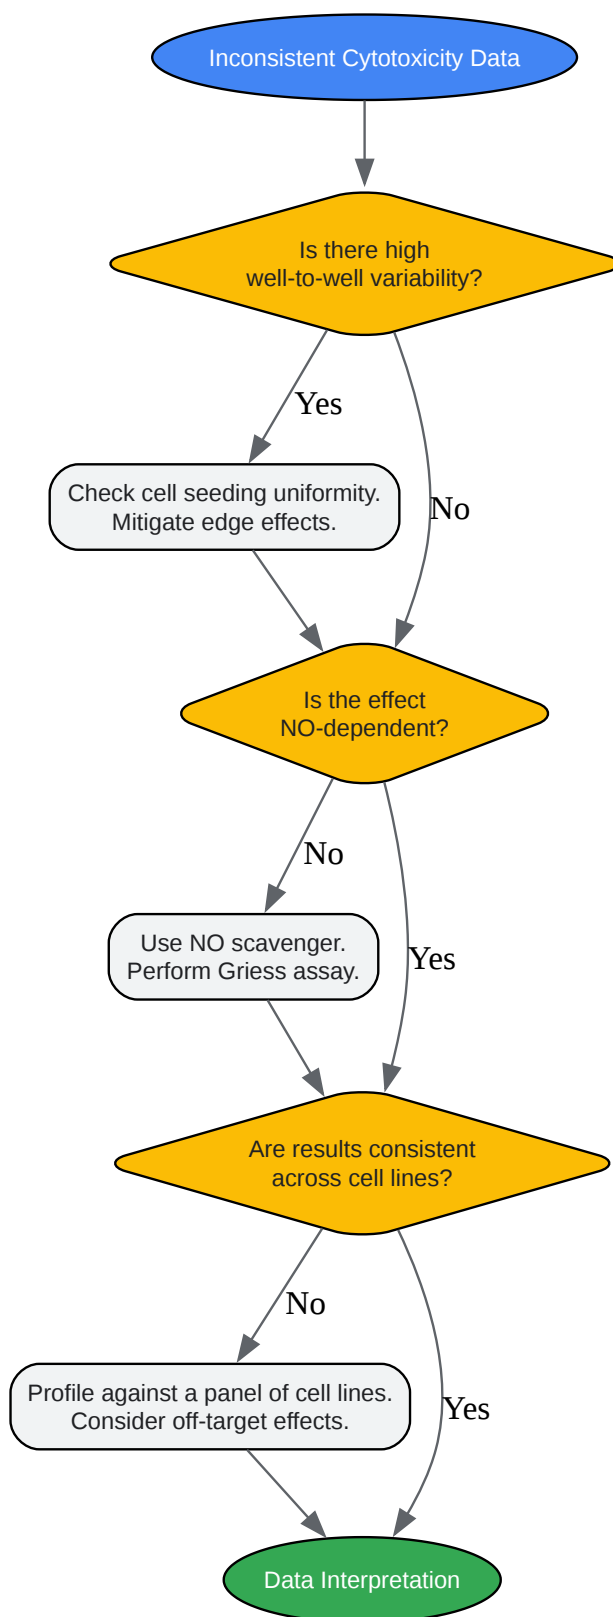 Inconsistent Cytotoxicity Data
Is there high
well-to-well variability?
Yes
Check cell seeding uniformity.
Mitigate edge effects.
No
Is the effect
NO-dependent?
No
Use NO scavenger.
Perform Griess assay.
Yes
Are results consistent
across cell lines?
No
Profile against a panel of cell lines.
Consider off-target effects.
Yes
Data Interpretation